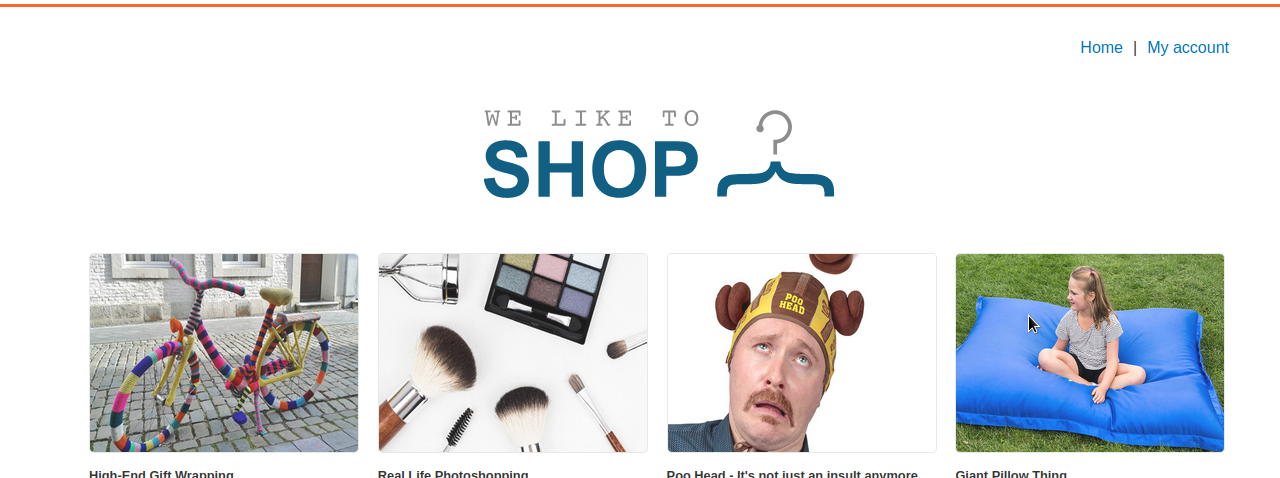 Home | My account
WE LIKE TO
SHOP
POO
HEAD
High-End Gift Wrapping
Real Life Photoshopping
Poo Head - It's not just an insult anymore
Giant Pillow Thing